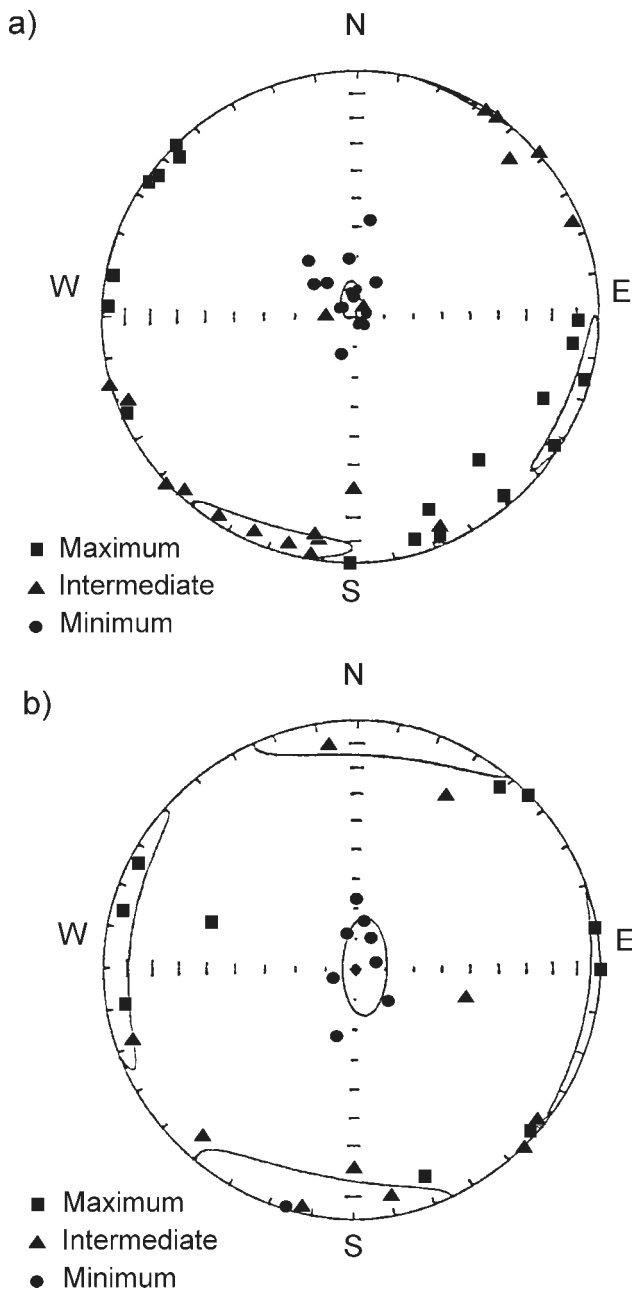 a)
N
W
E
S
■ Maximum
▲ Intermediate
● Minimum
b)
N
W
E
S
■ Maximum
▲ Intermediate
● Minimum